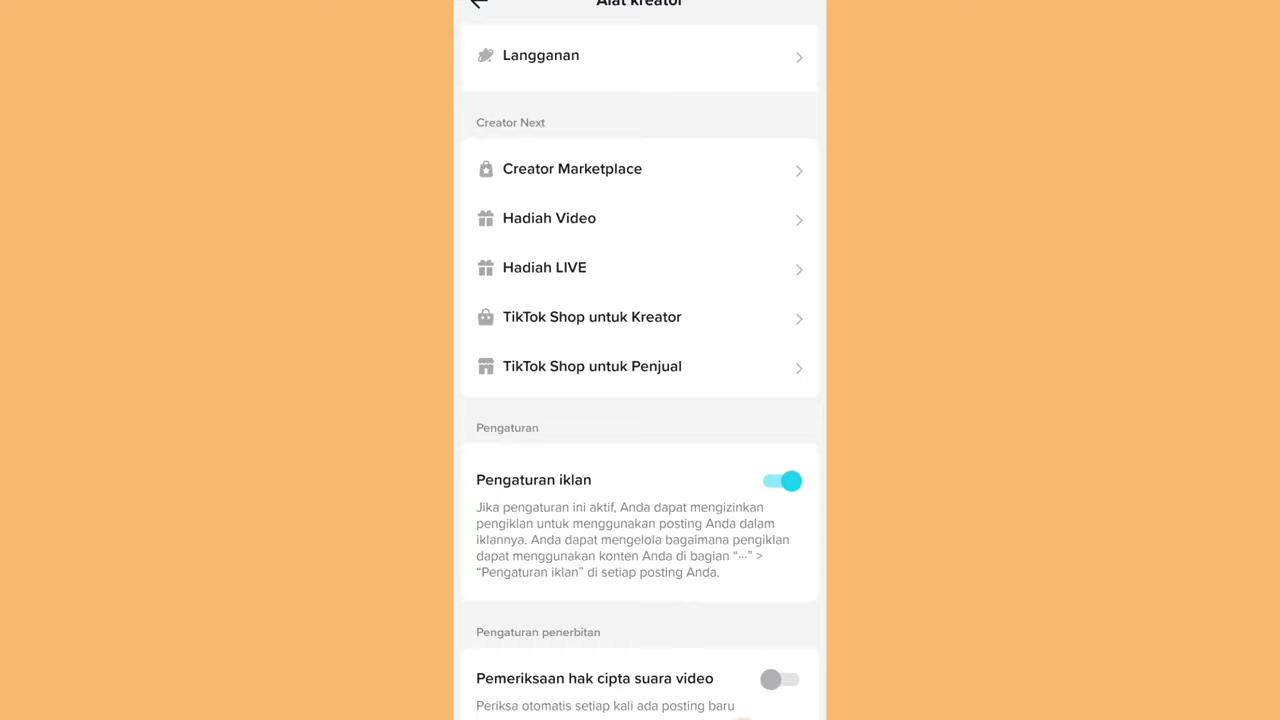 Alat kreator
Langganan
Creator Next
Creator Marketplace
Hadiah Video
Hadiah LIVE
TikTok Shop untuk Kreator
TikTok Shop untuk Penjual
Pengaturan
Pengaturan iklan
Jika pengaturan ini aktif, Anda dapat mengizinkan
pengiklan untuk menggunakan posting Anda dalam
iklannya. Anda dapat mengelola bagaimana pengiklan
dapat menggunakan konten Anda di bagian “···” >
“Pengaturan iklan” di setiap posting Anda.
Pengaturan penerbitan
Pemeriksaan hak cipta suara video
Periksa otomatis setiap kali ada posting baru